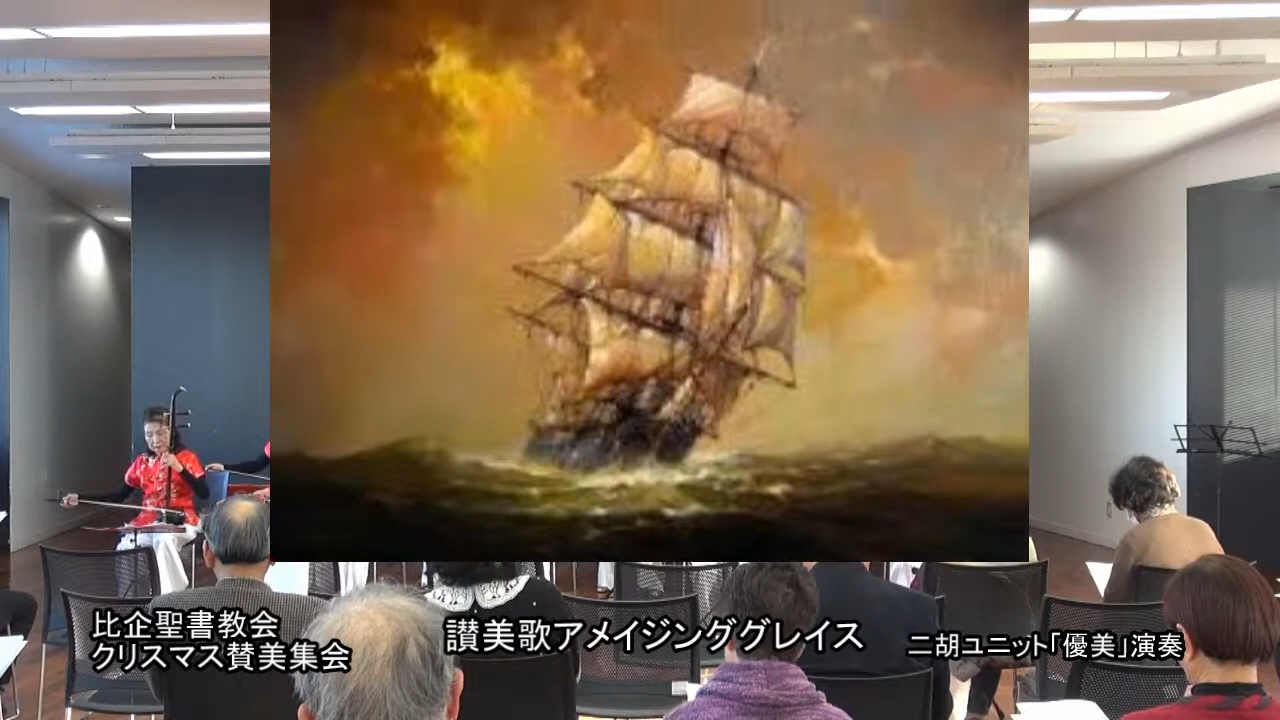 比企聖書教会
クリスマス賛美集会
讃美歌アメイジンググレイス
二胡ユニット「優美」演奏